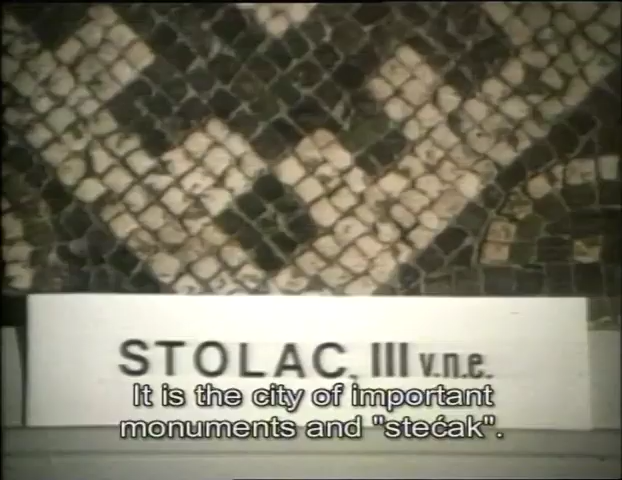 STOLAC, III v.n.e.
It is the city of important
monuments and "stećak".